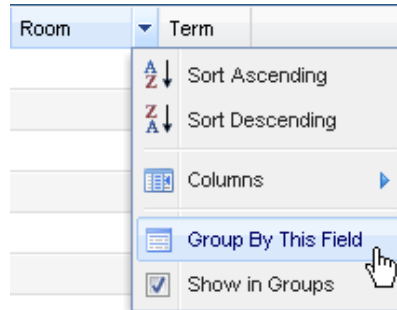 Room Term
Sort Ascending
Sort Descending
Columns
Group By This Field
Show in Groups